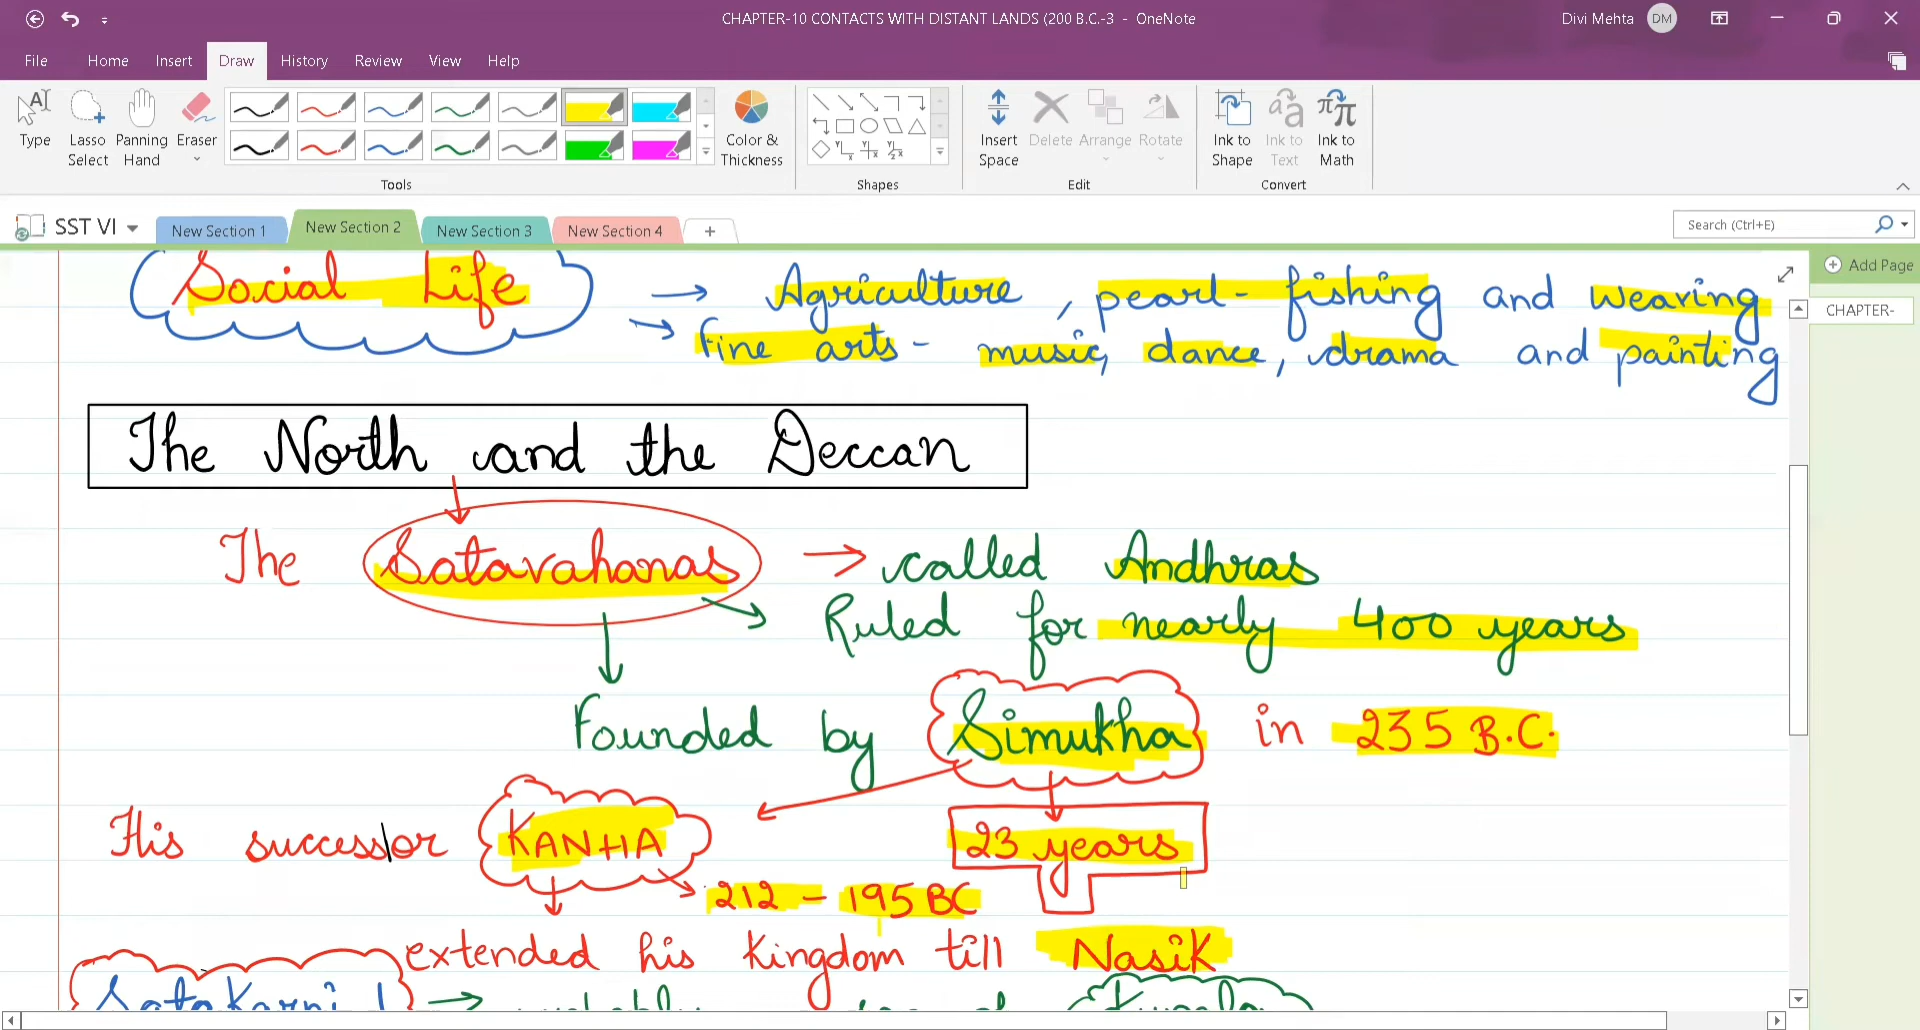 CHAPTER-10 CONTACTS WITH DISTANT LANDS (200 B.C.-3 - OneNote
Divi Mehta DM
File Home Insert Draw History Review View Help
Type Lasso Select Panning Hand Eraser Color & Thickness Insert Space Delete Arrange Rotate Ink to Shape Ink to Text Ink to Math
Tools Shapes Edit Convert
SST VI New Section 1 New Section 2 New Section 3 New Section 4 + Search (Ctrl+E)
Add Page
CHAPTER-
Social Life → Agriculture, pearl-fishing and weaving
→ Fine arts - music, dance, drama and painting
The North and the Deccan
The Satavahanas → called Andhras
Ruled for nearly 400 years
Founded by Simukha in 235 B.C.
His successor KANHA 23 years
212 - 195 BC
extended his kingdom till Nasik
SataKarni I →